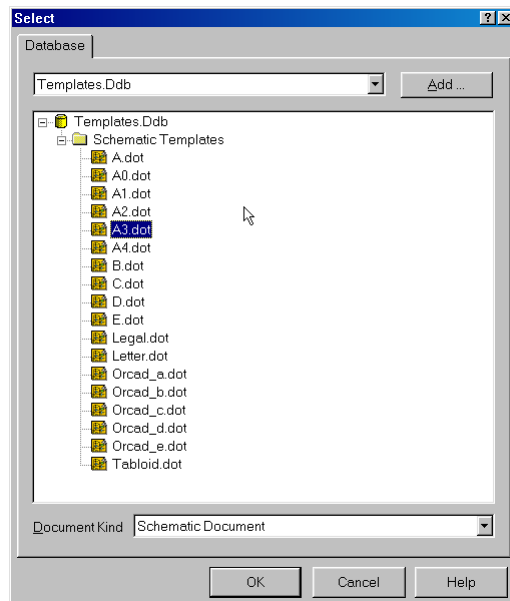 Select
Database
Templates.Ddb
Add ...
Templates.Ddb
Schematic Templates
A.dot
A0.dot
A1.dot
A2.dot
A3.dot
A4.dot
B.dot
C.dot
D.dot
E.dot
Legal.dot
Letter.dot
Orcad_a.dot
Orcad_b.dot
Orcad_c.dot
Orcad_d.dot
Orcad_e.dot
Tabloid.dot
Document Kind Schematic Document
OK Cancel Help